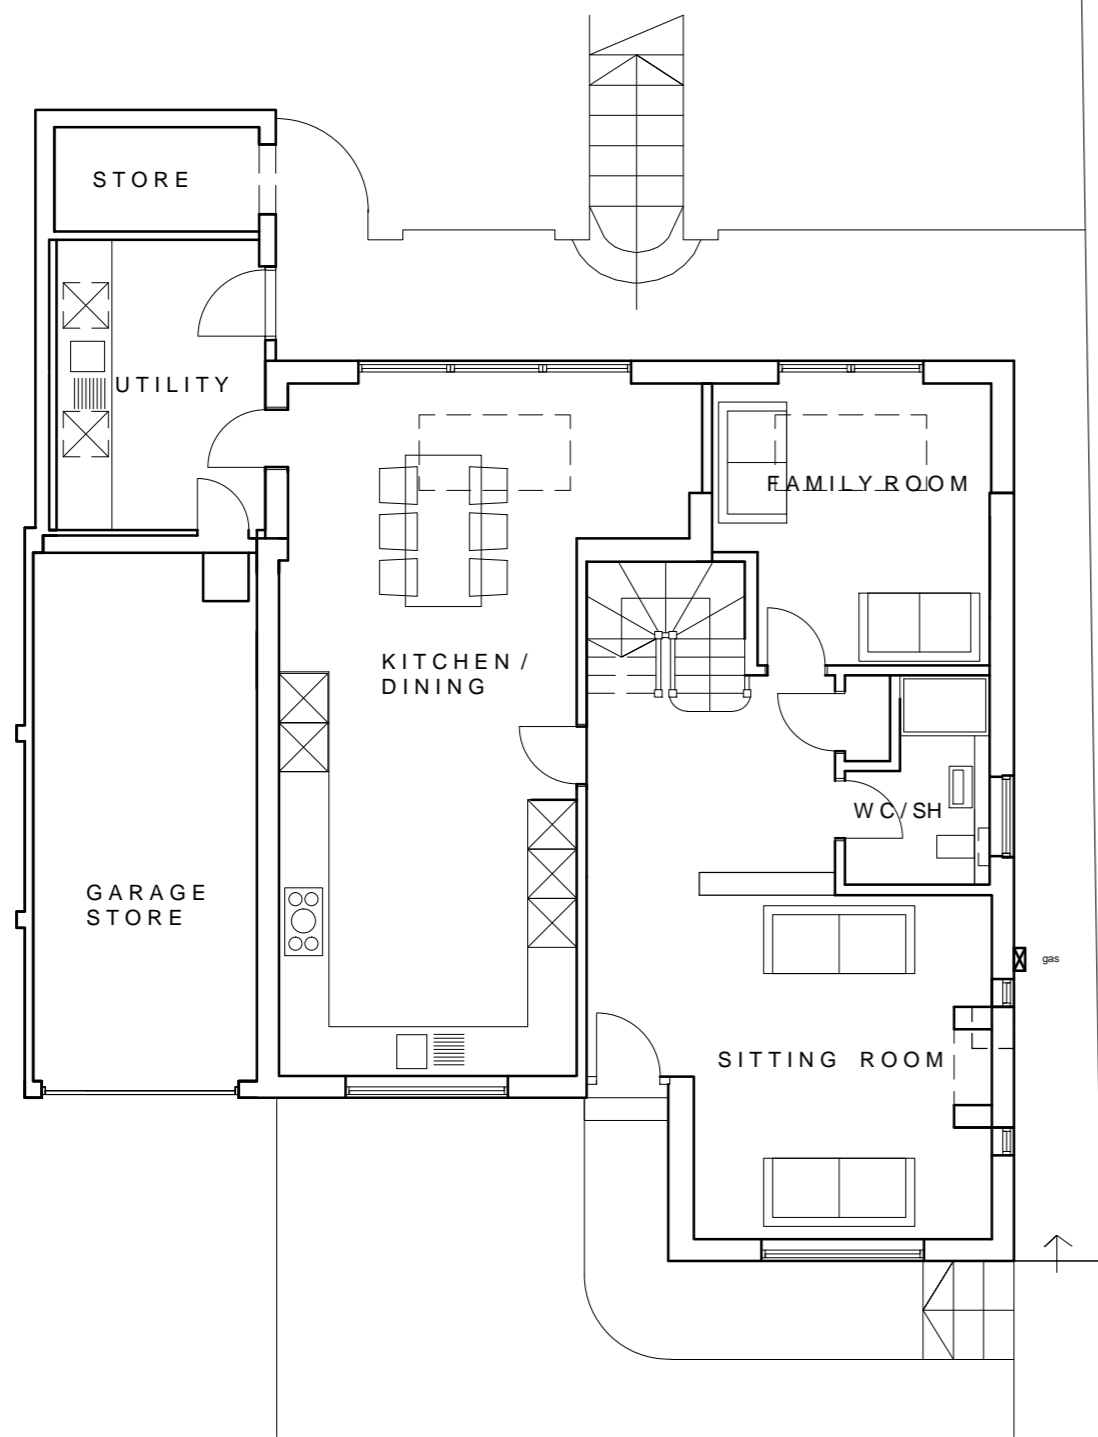 STORE
UTILITY
FAMILY ROOM
KITCHEN /
DINING
WC/SH
GARAGE
STORE
gas
SITTING ROOM